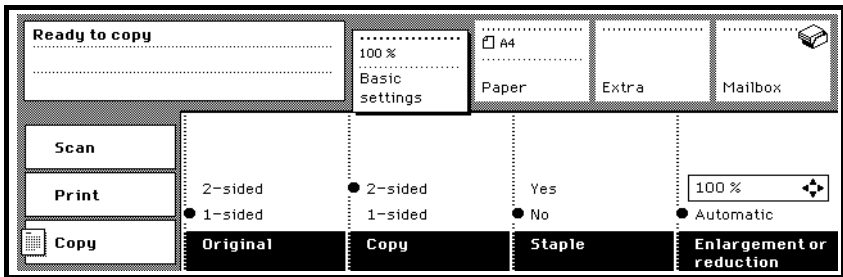 Ready to copy
100 %
Basic
settings
A4
Paper
Extra
Mailbox
Scan
Print
Copy
2-sided
1-sided
Original
2-sided
1-sided
Copy
Yes
No
Staple
100 %
Automatic
Enlargement or
reduction